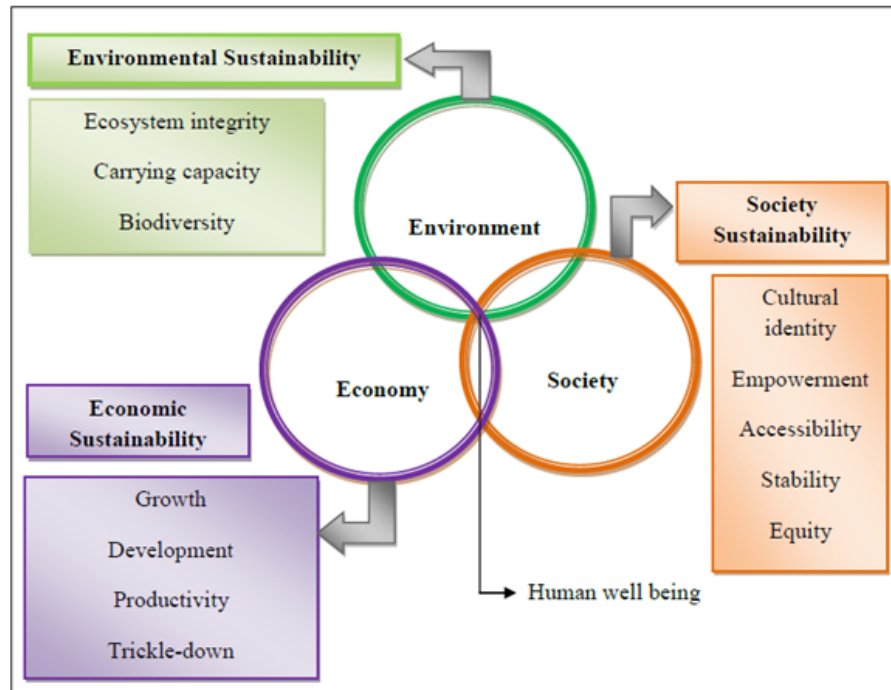 Environmental Sustainability
Ecosystem integrity
Carrying capacity
Biodiversity
Environment
Society
Sustainability
Cultural
identity
Empowerment
Accessibility
Stability
Equity
Economy
Society
Economic
Sustainability
Growth
Development
Productivity
Trickle-down
Human well being